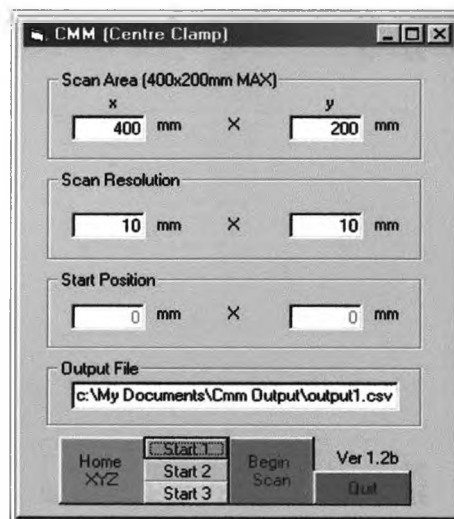 CMM (Centre Clamp)
Scan Area (400x200mm MAX)
x y
400 mm X 200 mm
Scan Resolution
10 mm X 10 mm
Start Position
0 mm X 0 mm
Output File
c:\My Documents\Cmm Output\output1.csv
Home XYZ
Start 1
Start 2
Start 3
Begin Scan
Ver 1.2b
Quit